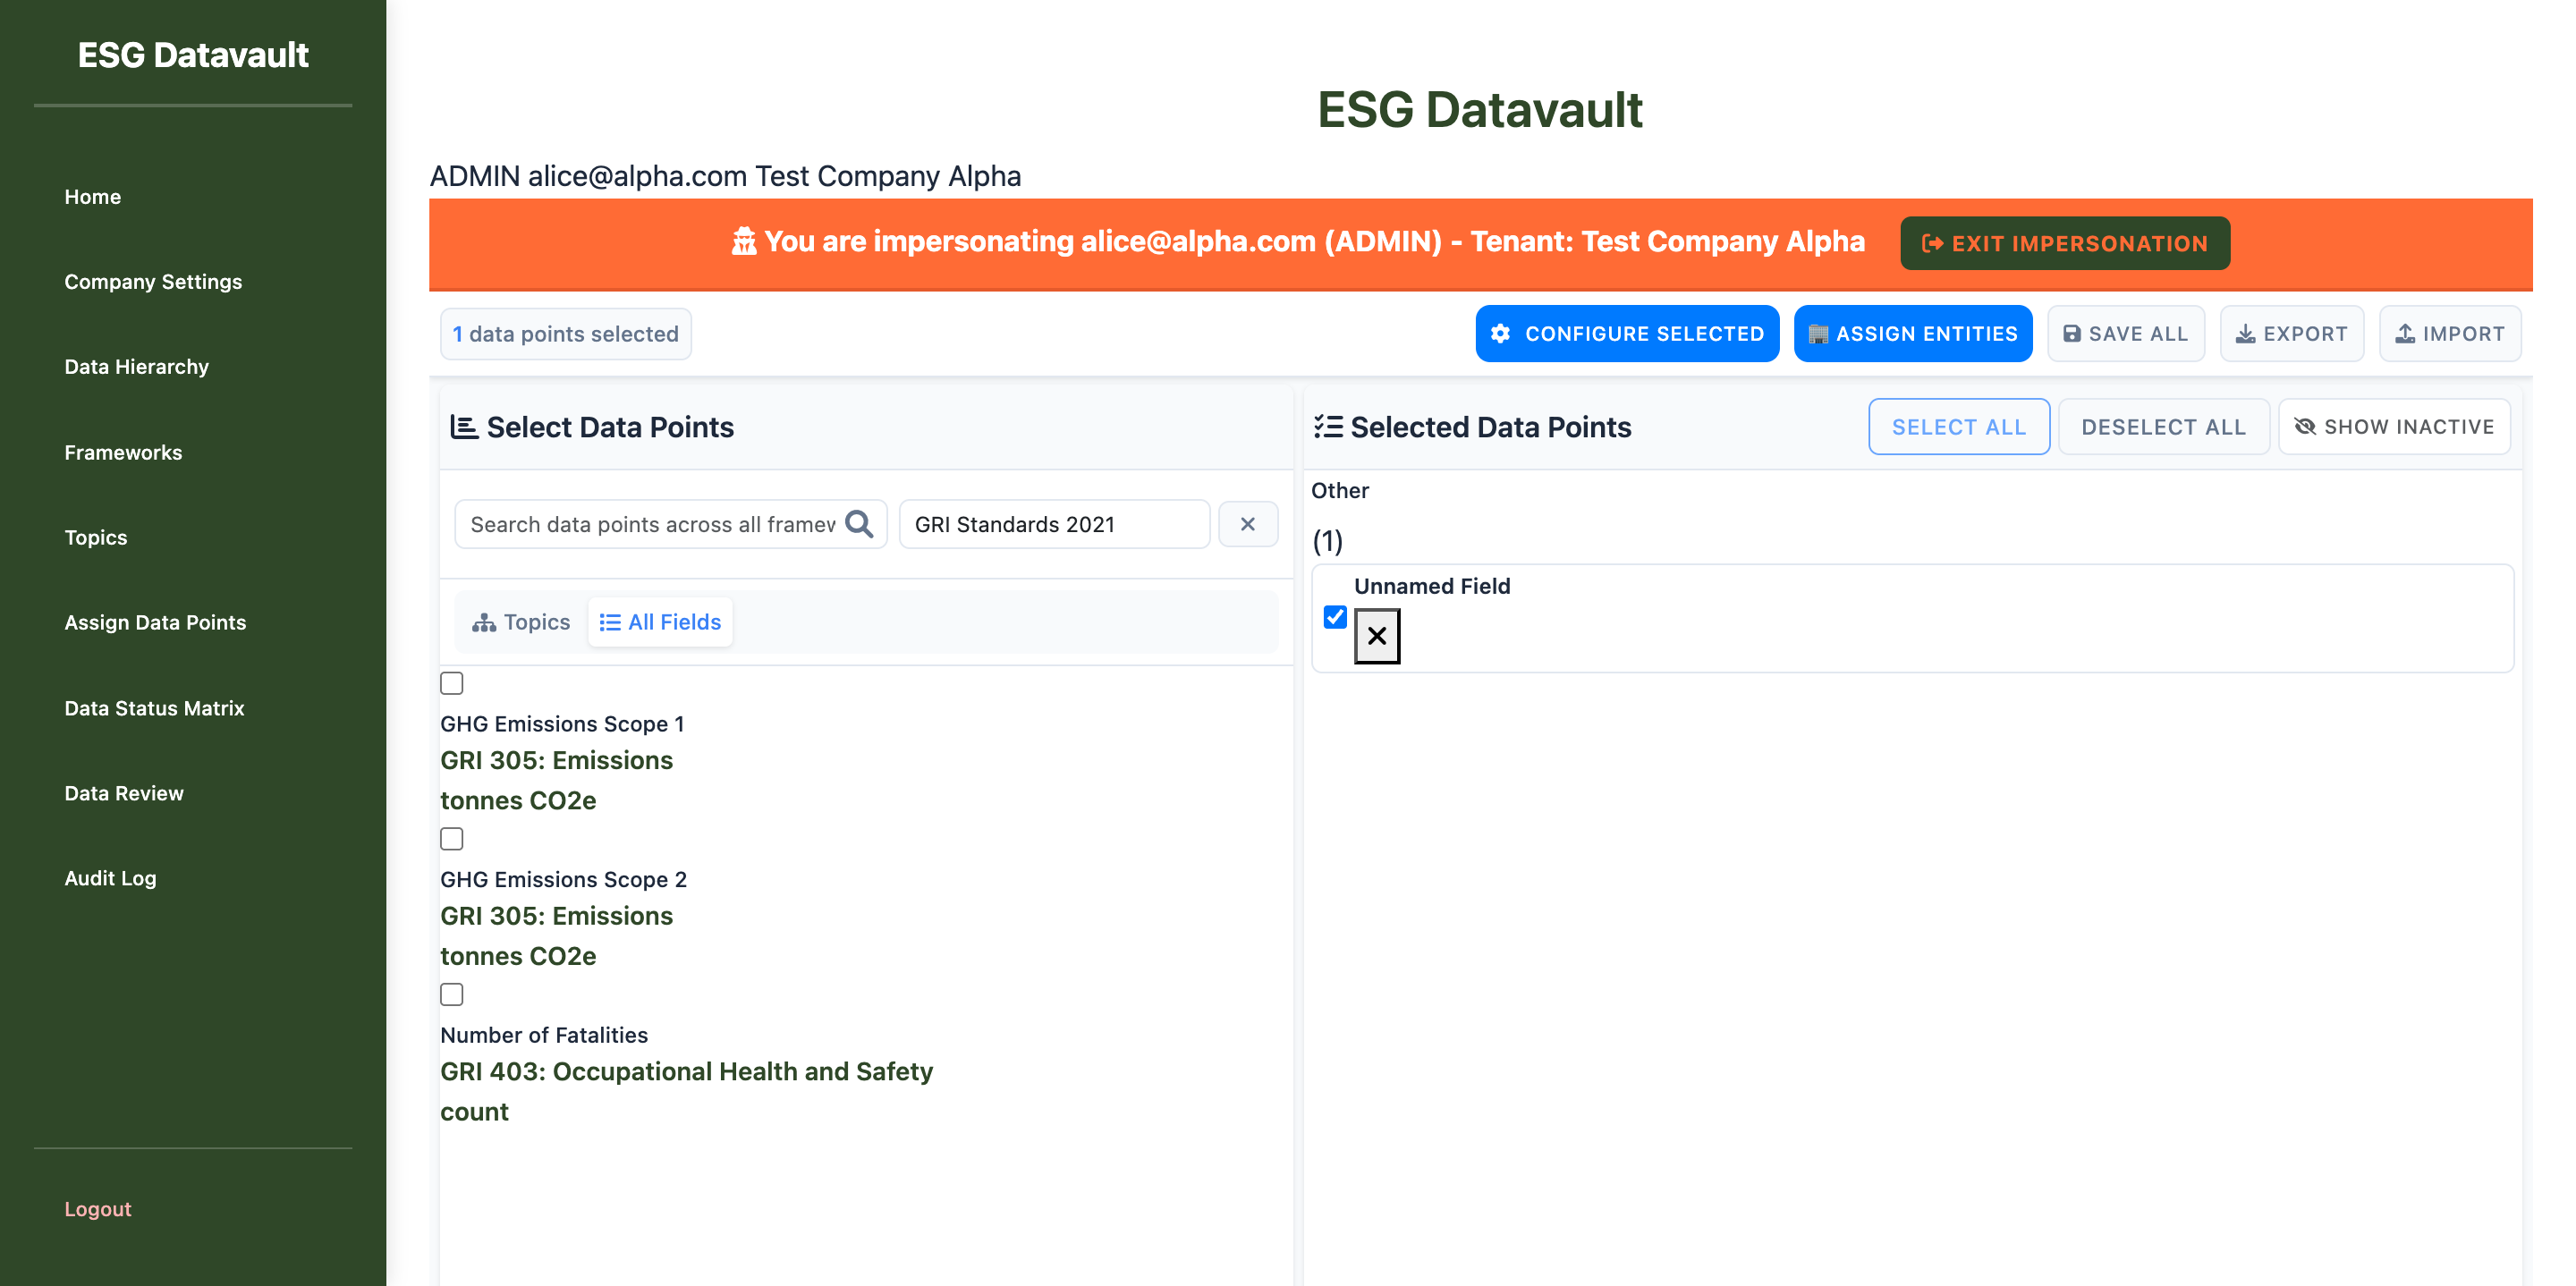 ESG Datavault
Home
Company Settings
Data Hierarchy
Frameworks
Topics
Assign Data Points
Data Status Matrix
Data Review
Audit Log
Logout
ESG Datavault
ADMIN alice@alpha.com Test Company Alpha
You are impersonating alice@alpha.com (ADMIN) - Tenant: Test Company Alpha
EXIT IMPERSONATION
1 data points selected
CONFIGURE SELECTED
ASSIGN ENTITIES
SAVE ALL
EXPORT
IMPORT
Select Data Points
Search data points across all framew
GRI Standards 2021
Topics
All Fields
GHG Emissions Scope 1
GRI 305: Emissions
tonnes CO2e
GHG Emissions Scope 2
GRI 305: Emissions
tonnes CO2e
Number of Fatalities
GRI 403: Occupational Health and Safety
count
Selected Data Points
SELECT ALL
DESELECT ALL
SHOW INACTIVE
Other
(1)
Unnamed Field